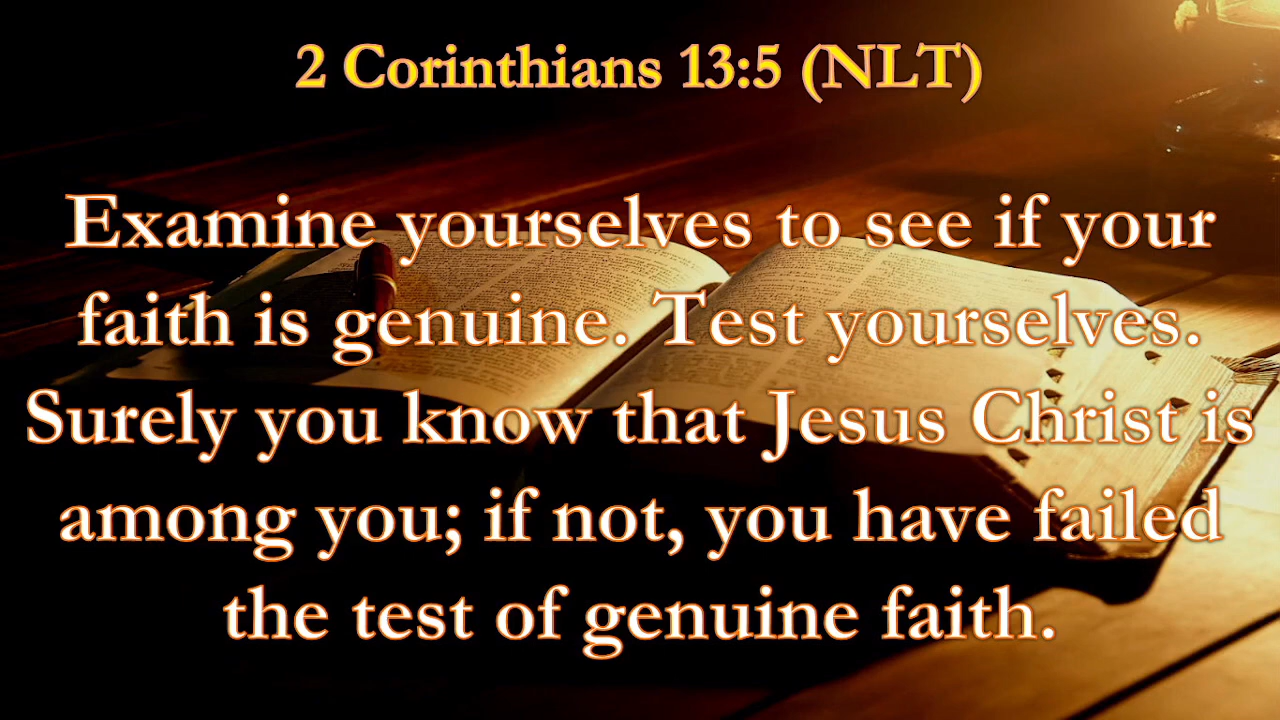 2 Corinthians 13:5 (NLT)
Examine yourselves to see if your
faith is genuine. Test yourselves.
Surely you know that Jesus Christ is
among you; if not, you have failed
the test of genuine faith.